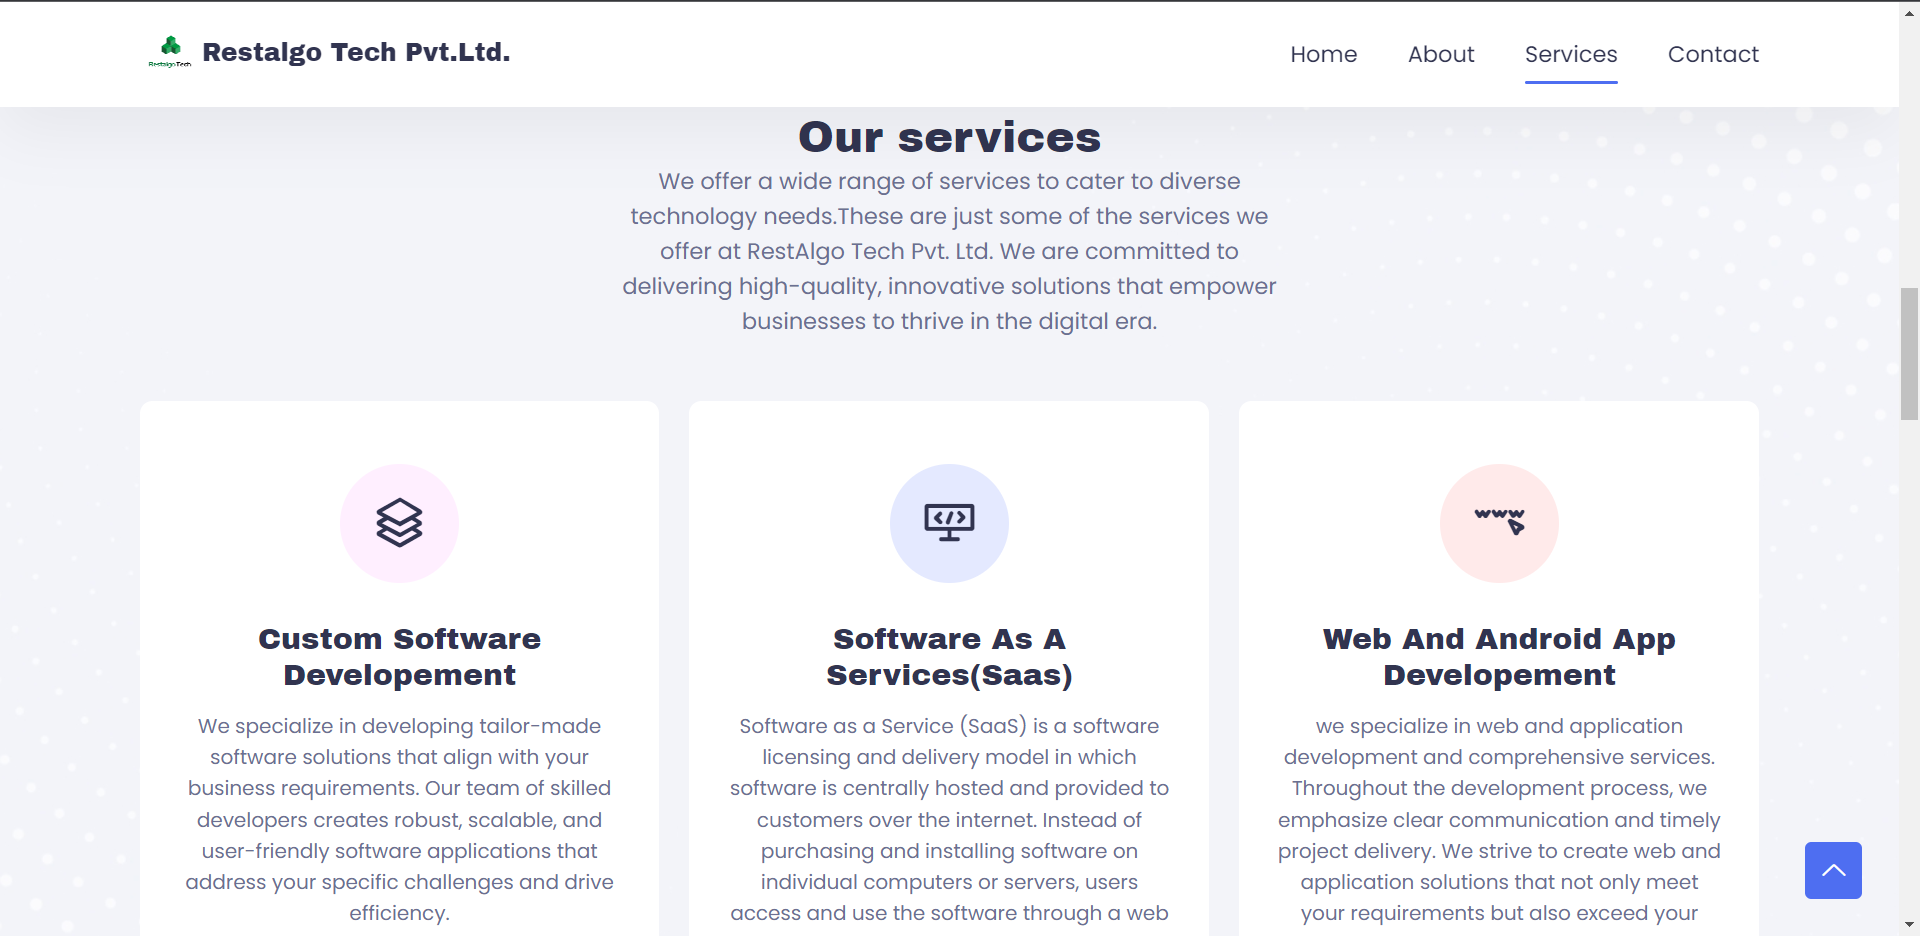 RestalgoTech
Restalgo Tech Pvt.Ltd.
Home About Services Contact
Our services
We offer a wide range of services to cater to diverse
technology needs.These are just some of the services we
offer at RestAlgo Tech Pvt. Ltd. We are committed to
delivering high-quality, innovative solutions that empower
businesses to thrive in the digital era.
Custom Software
Developement
We specialize in developing tailor-made
software solutions that align with your
business requirements. Our team of skilled
developers creates robust, scalable, and
user-friendly software applications that
address your specific challenges and drive
efficiency.
</>
Software As A
Services(Saas)
Software as a Service (SaaS) is a software
licensing and delivery model in which
software is centrally hosted and provided to
customers over the internet. Instead of
purchasing and installing software on
individual computers or servers, users
access and use the software through a web
www
Web And Android App
Developement
we specialize in web and application
development and comprehensive services.
Throughout the development process, we
emphasize clear communication and timely
project delivery. We strive to create web and
application solutions that not only meet
your requirements but also exceed your